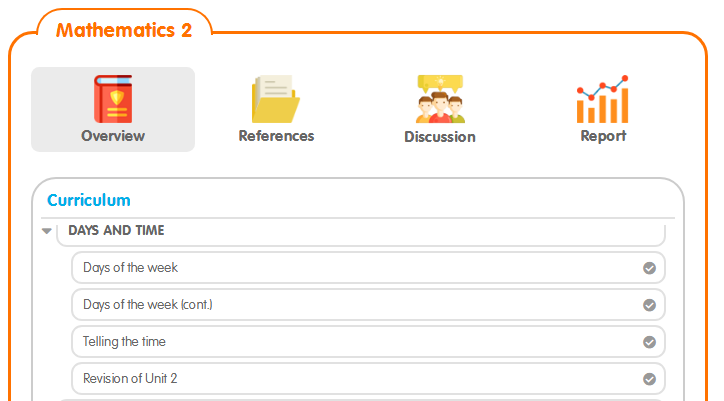 Mathematics 2
Overview
References
Discussion
Report
Curriculum
DAYS AND TIME
Days of the week
Days of the week (cont.)
Telling the time
Revision of Unit 2